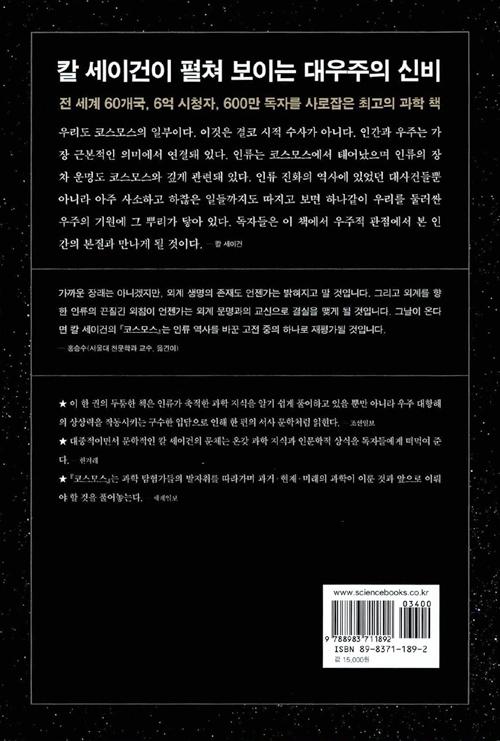 칼 세이건이 펼쳐 보이는 대우주의 신비
전 세계 60개국, 6억 시청자, 600만 독자를 사로잡은 최고의 과학 책
우리도 코스모스의 일부이다. 이것은 결코 시적 수사가 아니다. 인간과 우주는 가
장 근본적인 의미에서 연결돼 있다. 인류는 코스모스에서 태어났으며 인류의 장
차 운명도 코스모스와 깊게 관련돼 있다. 인류 진화의 역사에 있었던 대사건들뿐
아니라 아주 사소하고 하찮은 일들까지도 따지고 보면 하나같이 우리를 둘러싼
우주의 기원에 그 뿌리가 닿아 있다. 독자들은 이 책에서 우주적 관점에서 본 인
간의 본질과 만나게 될 것이다. ─ 칼 세이건
가까운 장래는 아니겠지만, 외계 생명의 존재도 언젠가는 밝혀지고 말 것입니다. 그리고 외계를 향
한 인류의 끈질긴 외침이 언젠가는 외계 문명과의 교신으로 결실을 맺게 될 것입니다. 그날이 온다
면 칼 세이건의 『코스모스』는 인류 역사를 바꾼 고전 중의 하나로 재평가될 것입니다.
─ 홍승수(서울대 천문학과 교수, 옮긴이)
★ 이 한 권의 두툼한 책은 인류가 축적한 과학 지식을 알기 쉽게 풀이하고 있을 뿐만 아니라 우주 대항해
의 상상력을 작동시키는 구수한 입담으로 인해 한 편의 서사 문학처럼 읽힌다. ─ 조선일보
★ 대중적이면서 문학적인 칼 세이건의 문체는 온갖 과학 지식과 인문학적 상식을 독자들에게 떠먹여 준
다. ─ 한겨레
★ 『코스모스』는 과학 탐험가들의 발자취를 따라가며 과거·현재·미래의 과학이 이룬 것과 앞으로 이뤄
야 할 것을 풀어놓는다. ─ 세계일보
www.sciencebooks.co.kr
03400
9 788983 711892
ISBN 89-8371-189-2
값 15,000원